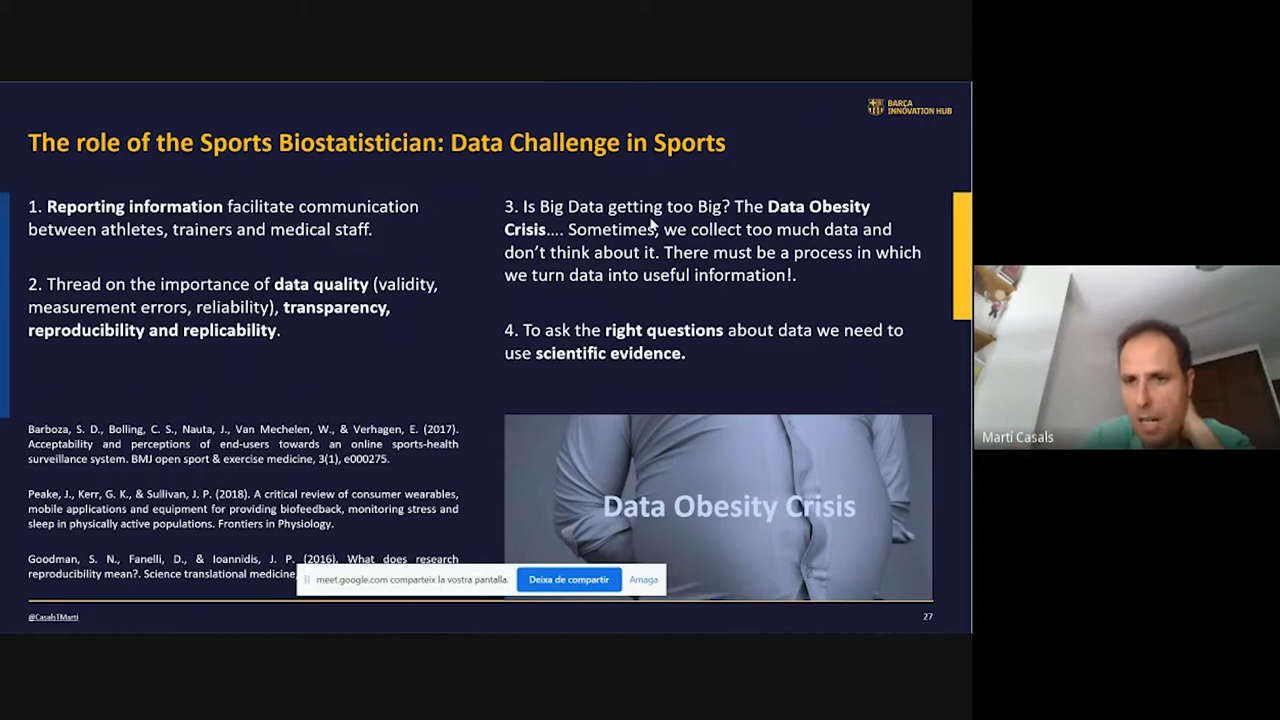 BARÇA
INNOVATION HUB
The role of the Sports Biostatistician: Data Challenge in Sports
1. Reporting information facilitate communication
between athletes, trainers and medical staff.
2. Thread on the importance of data quality (validity,
measurement errors, reliability), transparency,
reproducibility and replicability.
3. Is Big Data getting too Big? The Data Obesity
Crisis.... Sometimes, we collect too much data and
don't think about it. There must be a process in which
we turn data into useful information!.
4. To ask the right questions about data we need to
use scientific evidence.
Barboza, S. D., Bolling, C. S., Nauta, J., Van Mechelen, W., & Verhagen, E. (2017).
Acceptability and perceptions of end-users towards an online sports-health
surveillance system. BMJ open sport & exercise medicine, 3(1), e000275.
Peake, J., Kerr, G. K., & Sullivan, J. P. (2018). A critical review of consumer wearables,
mobile applications and equipment for providing biofeedback, monitoring stress and
sleep in physically active populations. Frontiers in Physiology.
Goodman, S. N., Fanelli, D., & Ioannidis, J. P. (2016). What does research
reproducibility mean?. Science translational medicine,
Data Obesity Crisis
meet.google.com comparteix la vostra pantalla.
Deixa de compartir
Amaga
@CasalsTMarti
27
Martí Casals